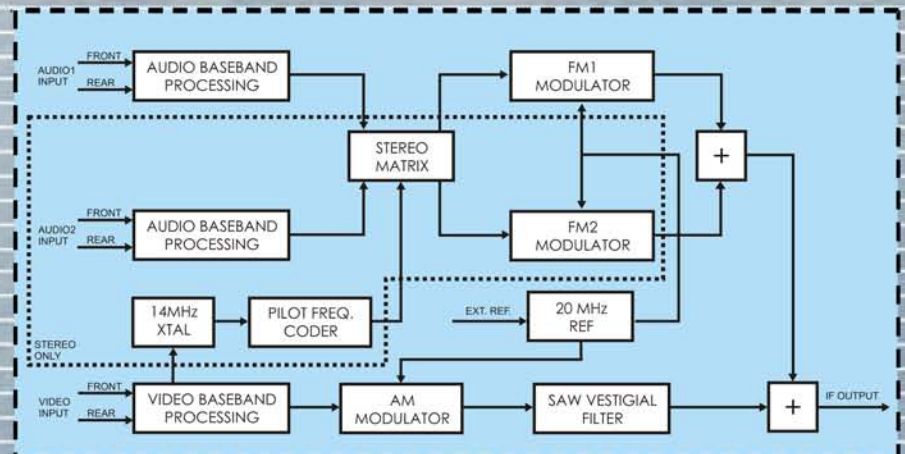 FRONT
AUDIO1
INPUT
REAR
AUDIO BASEBAND
PROCESSING
FM1
MODULATOR
STEREO
MATRIX
+
FRONT
AUDIO2
INPUT
REAR
AUDIO BASEBAND
PROCESSING
FM2
MODULATOR
14MHz
XTAL
PILOT FREQ.
CODER
EXT. REF.
20 MHz
REF
STEREO
ONLY
FRONT
VIDEO
INPUT
REAR
VIDEO BASEBAND
PROCESSING
AM
MODULATOR
SAW VESTIGIAL
FILTER
+
IF OUTPUT